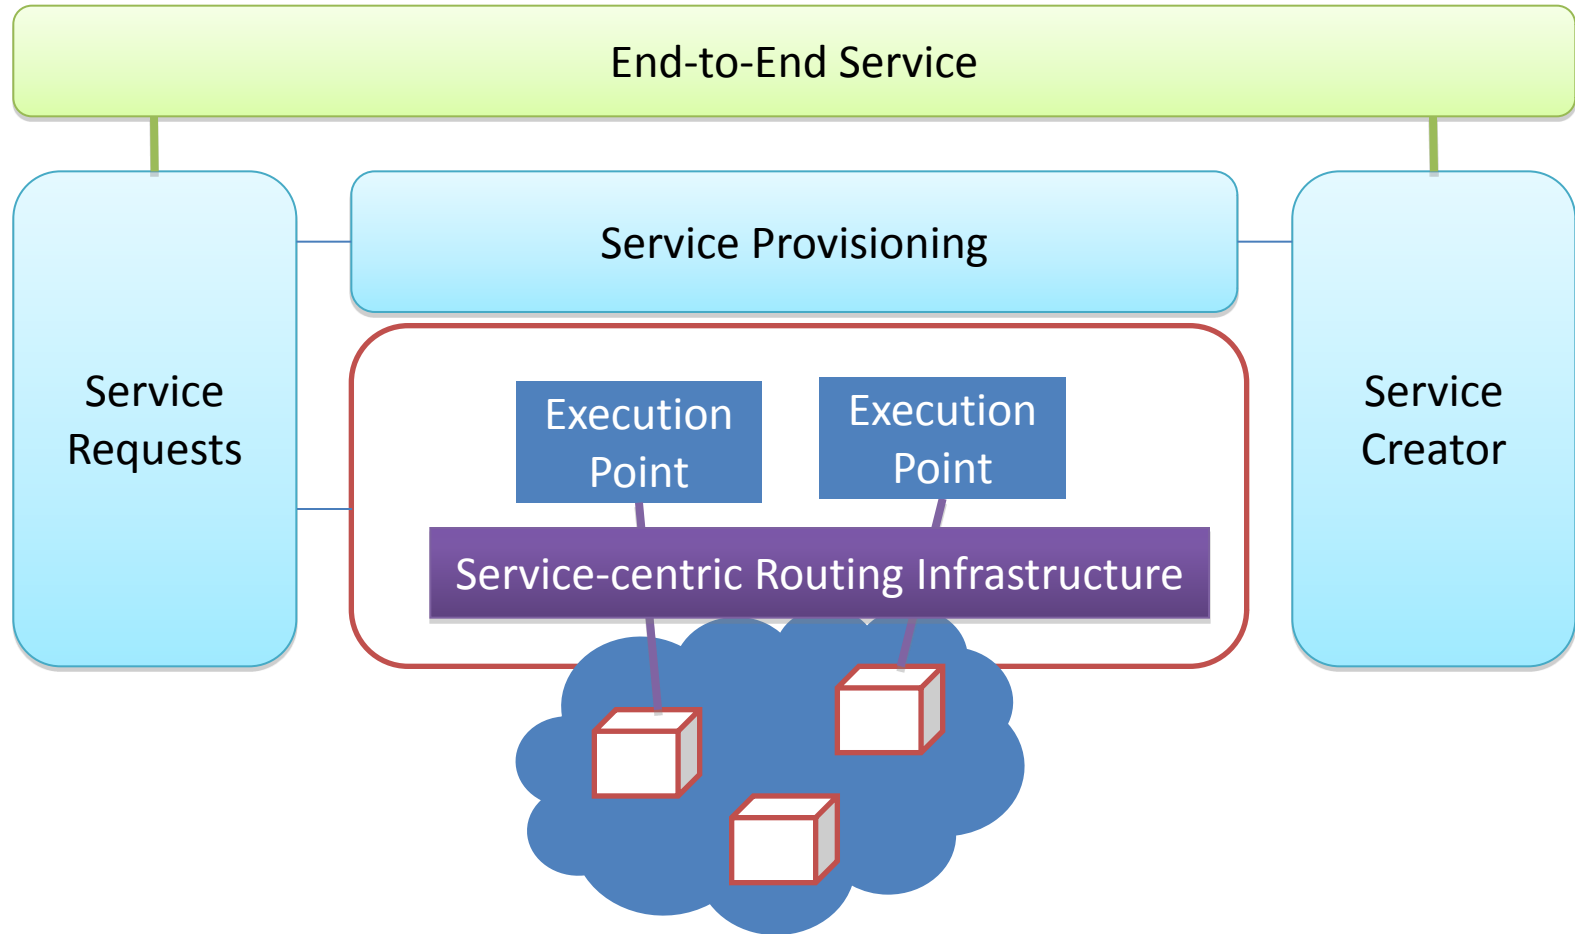 End-to-End Service
Service Provisioning
Service
Requests
Execution
Point
Execution
Point
Service
Creator
Service-centric Routing Infrastructure